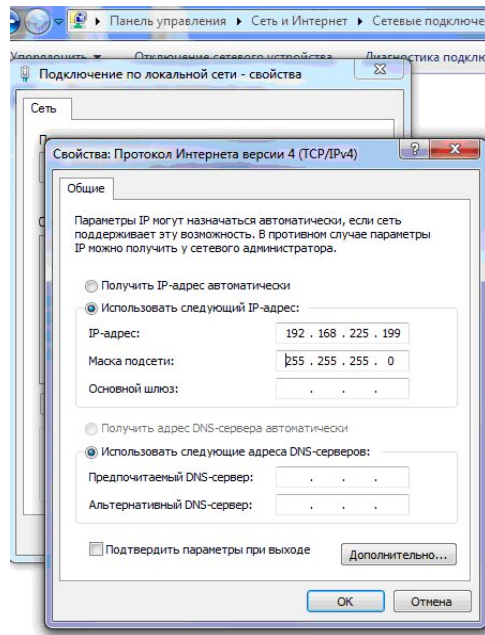 Панель управления ▸ Сеть и Интернет ▸ Сетевые подключе
Упорядочить Отключение сетевого устройства Диагностика подклю
Подключение по локальной сети - свойства
Сеть
Свойства: Протокол Интернета версии 4 (TCP/IPv4)
Общие
Параметры IP могут назначаться автоматически, если сеть
поддерживает эту возможность. В противном случае параметры
IP можно получить у сетевого администратора.
Получить IP-адрес автоматически
Использовать следующий IP-адрес:
IP-адрес: 192 . 168 . 225 . 199
Маска подсети: 255 . 255 . 255 . 0
Основной шлюз: . . .
Получить адрес DNS-сервера автоматически
Использовать следующие адреса DNS-серверов:
Предпочитаемый DNS-сервер: . . .
Альтернативный DNS-сервер: . . .
Подтвердить параметры при выходе
Дополнительно...
ОК Отмена